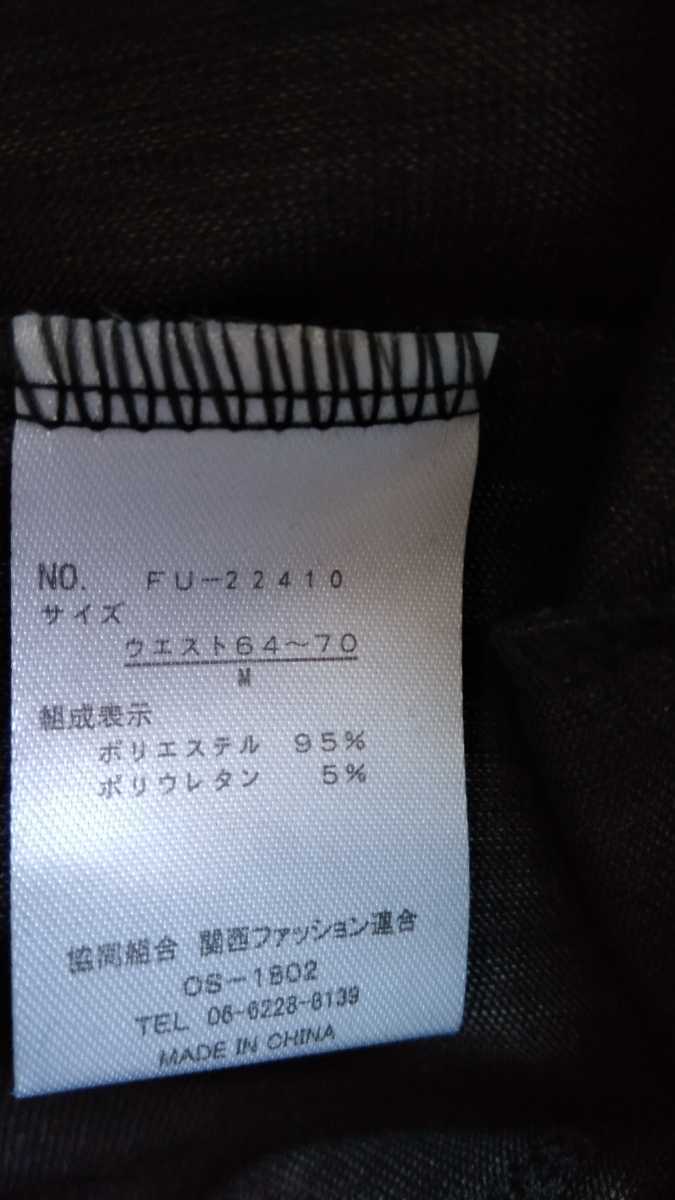 NO. FU-22410
サイズ
ウエスト64~70
M
組成表示
ポリエステル 95%
ポリウレタン 5%
協同組合 関西ファッション連合
OS-1802
TEL 06-6228-8139
MADE IN CHINA